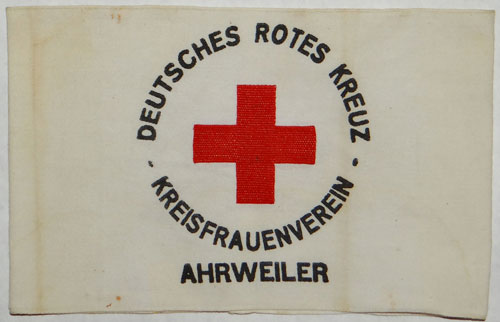 DEUTSCHES ROTES KREUZ
· KREISFRAUENVEREIN ·
AHRWEILER